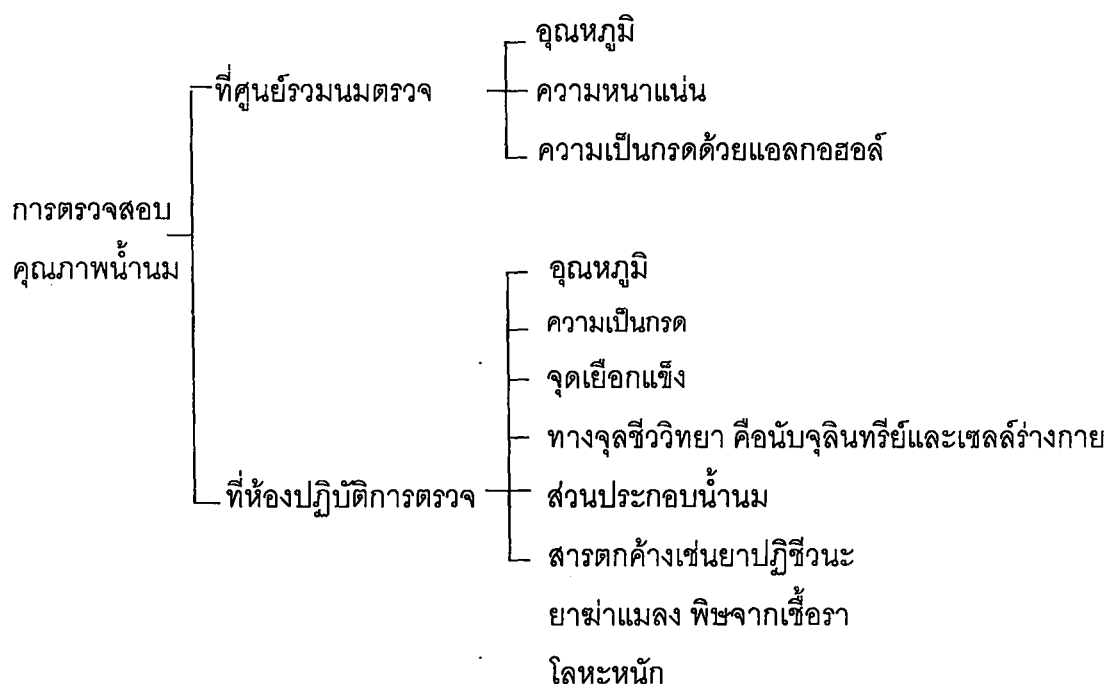 การตรวจสอบ
คุณภาพน้ำนม
ที่ศูนย์รวมนมตรวจ
อุณหภูมิ
ความหนาแน่น
ความเป็นกรดด้วยแอลกอฮอล์
ที่ห้องปฏิบัติการตรวจ
อุณหภูมิ
ความเป็นกรด
จุดเยือกแข็ง
ทางจุลชีววิทยา คือนับจุลินทรีย์และเซลล์ร่างกาย
ส่วนประกอบน้ำนม
สารตกค้างเช่นยาปฏิชีวนะ
ยาฆ่าแมลง พิษจากเชื้อรา
โลหะหนัก